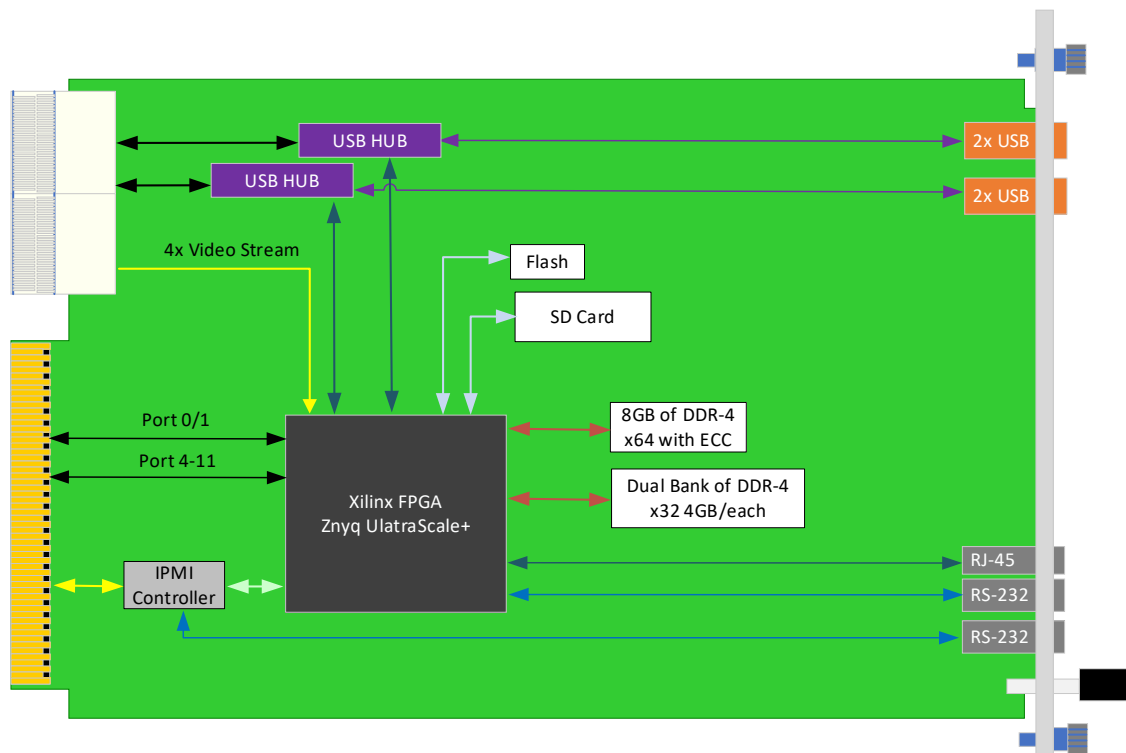 USB HUB
2x USB
USB HUB
2x USB
4x Video Stream
Flash
SD Card
Port 0/1
8GB of DDR-4
x64 with ECC
Port 4-11
Dual Bank of DDR-4
x32 4GB/each
Xilinx FPGA
Znyq UlatraScale+
RJ-45
IPMI
Controller
RS-232
RS-232